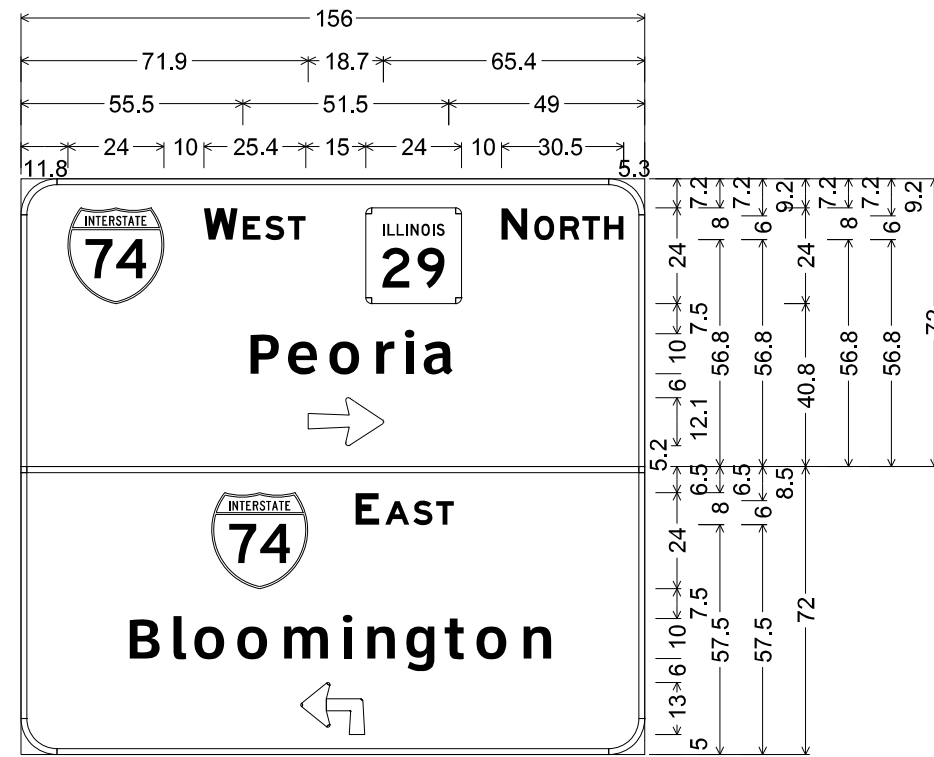 156
71.9 18.7 65.4
55.5 51.5 49
11.8 24 10 25.4 15 24 10 30.5 5.3
INTERSTATE
74
WEST
ILLINOIS
29
NORTH
Peoria
INTERSTATE
74
EAST
Bloomington
24 7.5 10 6 12.1 5.2
7.2 8 56.8
7.2 6 56.8
9.2 24 40.8
7.2 8 56.8
7.2 6 56.8
9.2
72
24 7.5 10 6 13 5
6.5 8 57.5
6.5 6 57.5
8.5
72